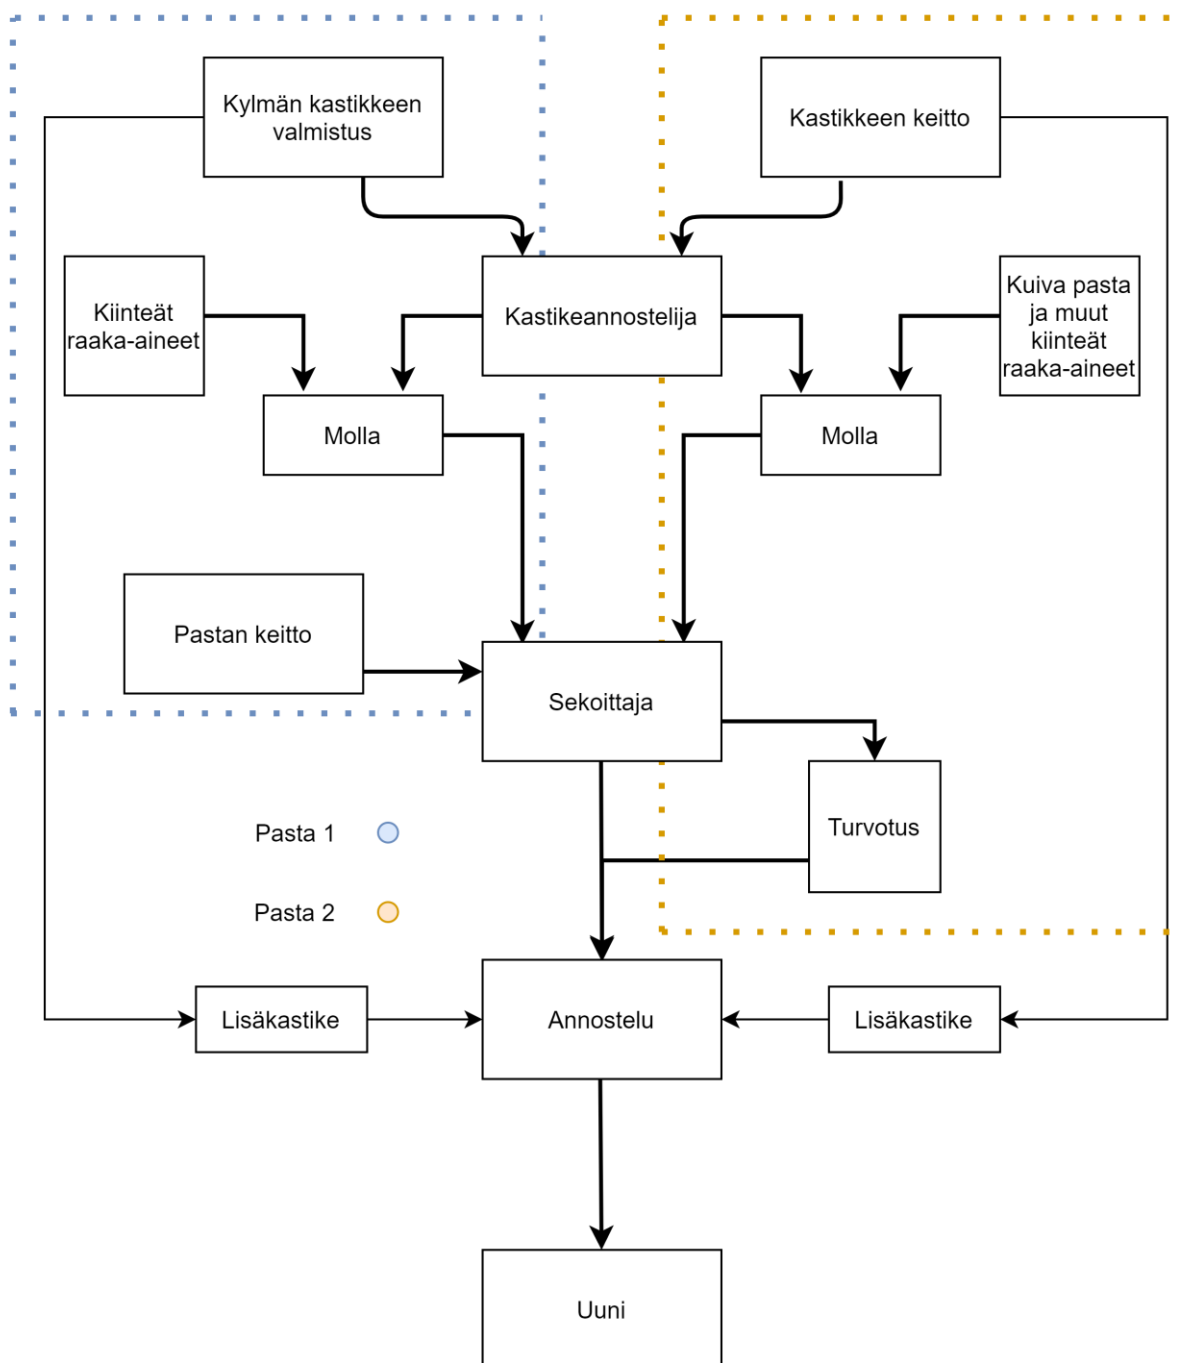 Kylmän kastikkeen
valmistus
Kastikkeen keitto
Kiinteät
raaka-aineet
Kastikeannostelija
Kuiva pasta
ja muut
kiinteät
raaka-aineet
Molla
Molla
Pastan keitto
Sekoittaja
Turvotus
Pasta 1
Pasta 2
Lisäkastike
Annostelu
Lisäkastike
Uuni